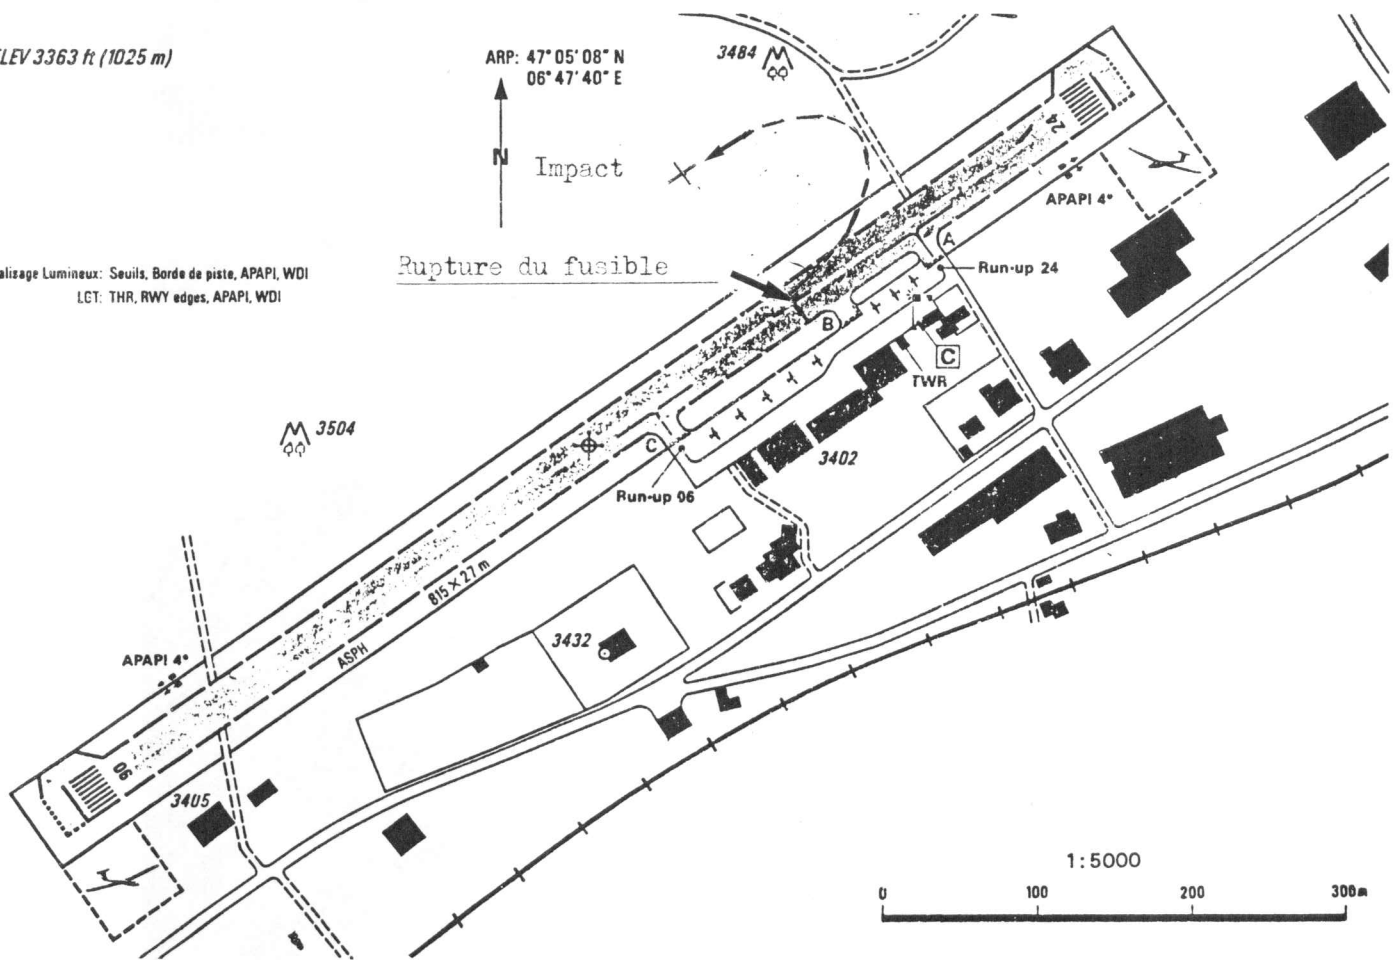 LEV 3363 ft (1025 m)
ARP: 47° 05' 08" N
06° 47' 40" E
3484
N
Impact
24
APAPI 4°
alisage Lumineux: Seuils, Borde de piste, APAPI, WDI
LGT: THR, RWY edges, APAPI, WDI
Rupture du fusible
A
Run-up 24
B
C
TWR
3504
C
3402
Run-up 06
815 × 27 m
ASPH
3432
APAPI 4°
06
3405
1:5000
0 100 200 300m